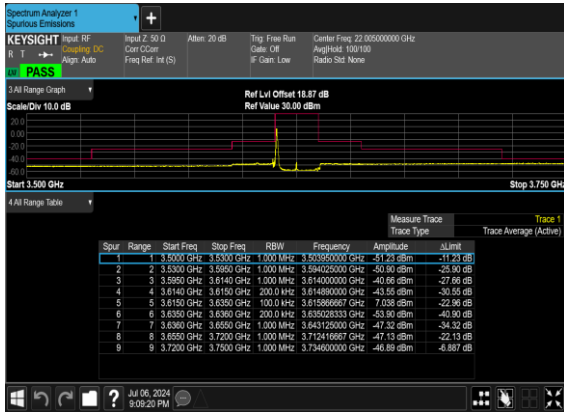 Spectrum Analyzer 1
Spurious Emissions
+
KEYSIGHT Input: RF
R T Coupling: DC
Align: Auto
Input Z: 50 Ω
Corr CCorr
Freq Ref: Int (S)
Atten: 20 dB
Trig: Free Run
Gate: Off
IF Gain: Low
Center Freq: 22.005000000 GHz
Avg|Hold: 100/100
Radio Std: None
PASS
3 All Range Graph
Ref Lvl Offset 18.87 dB
Scale/Div 10.0 dB
Ref Value 30.00 dBm
20.0
0.00
-20.0
-40.0
-60.0
Start 3.500 GHz
Stop 3.750 GHz
4 All Range Table
Measure Trace Trace 1
Trace Type Trace Average (Active)
Spur Range Start Freq Stop Freq RBW Frequency Amplitude ΔLimit
1 1 3.5000 GHz 3.5300 GHz 1.000 MHz 3.503950000 GHz -51.23 dBm -11.23 dB
2 2 3.5300 GHz 3.5950 GHz 1.000 MHz 3.594025000 GHz -50.90 dBm -25.90 dB
3 3 3.5950 GHz 3.6140 GHz 1.000 MHz 3.614000000 GHz -40.66 dBm -27.66 dB
4 4 3.6140 GHz 3.6150 GHz 200.0 kHz 3.614890000 GHz -43.55 dBm -30.55 dB
5 5 3.6150 GHz 3.6350 GHz 100.0 kHz 3.615866667 GHz 7.038 dBm -22.96 dB
6 6 3.6350 GHz 3.6360 GHz 200.0 kHz 3.635028333 GHz -53.90 dBm -40.90 dB
7 7 3.6360 GHz 3.6550 GHz 1.000 MHz 3.643125000 GHz -47.32 dBm -34.32 dB
8 8 3.6550 GHz 3.7200 GHz 1.000 MHz 3.712416667 GHz -47.13 dBm -22.13 dB
9 9 3.7200 GHz 3.7500 GHz 1.000 MHz 3.734600000 GHz -46.89 dBm -6.887 dB
?
Jul 06, 2024
9:09:20 PM